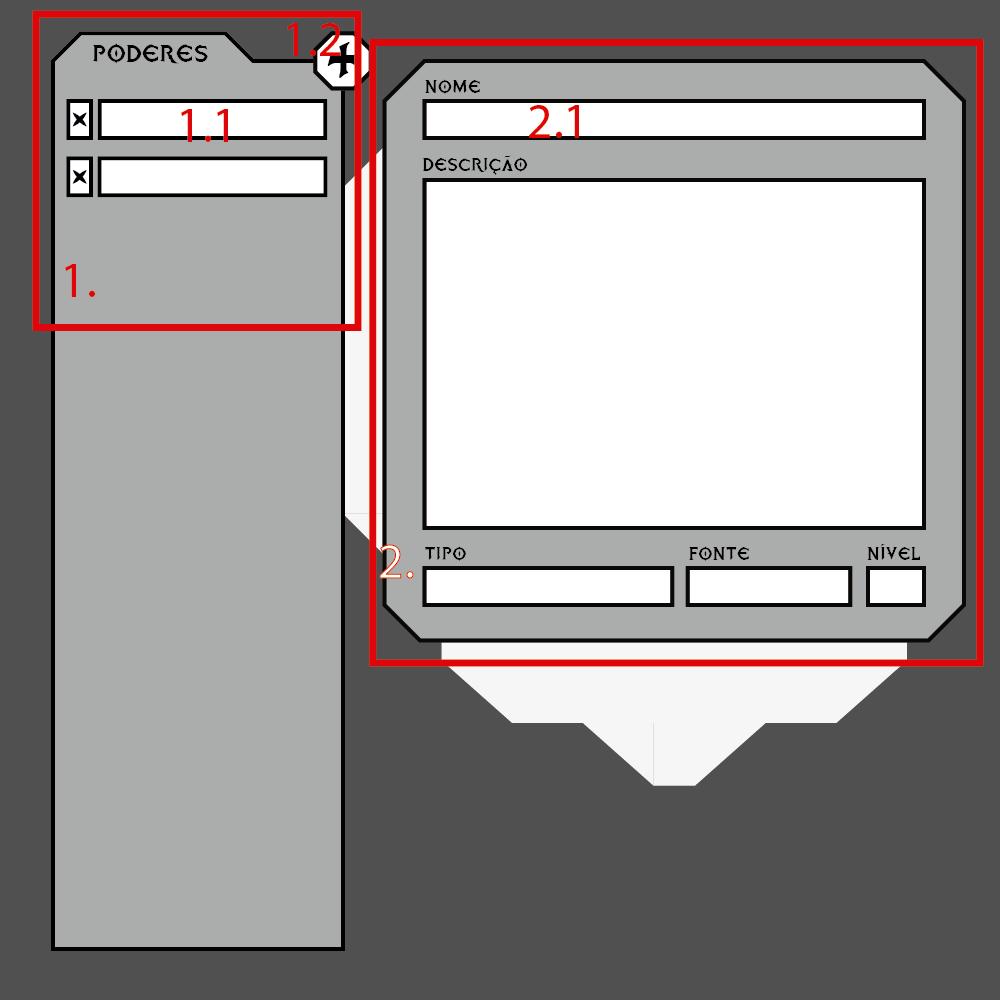 PODERES
1.2
1.1
1.
NOME
2.1
DESCRIÇÃO
2.
TIPO
FONTE
NÍVEL